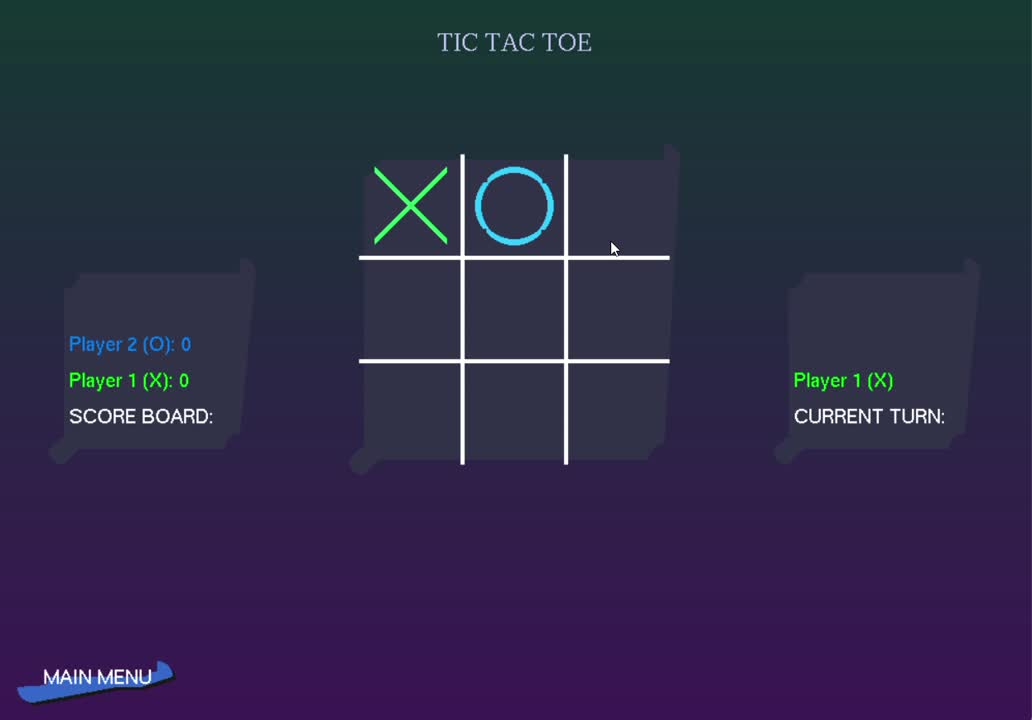 TIC TAC TOE
Player 2 (O): 0
Player 1 (X): 0
SCORE BOARD:
Player 1 (X)
CURRENT TURN:
MAIN MENU